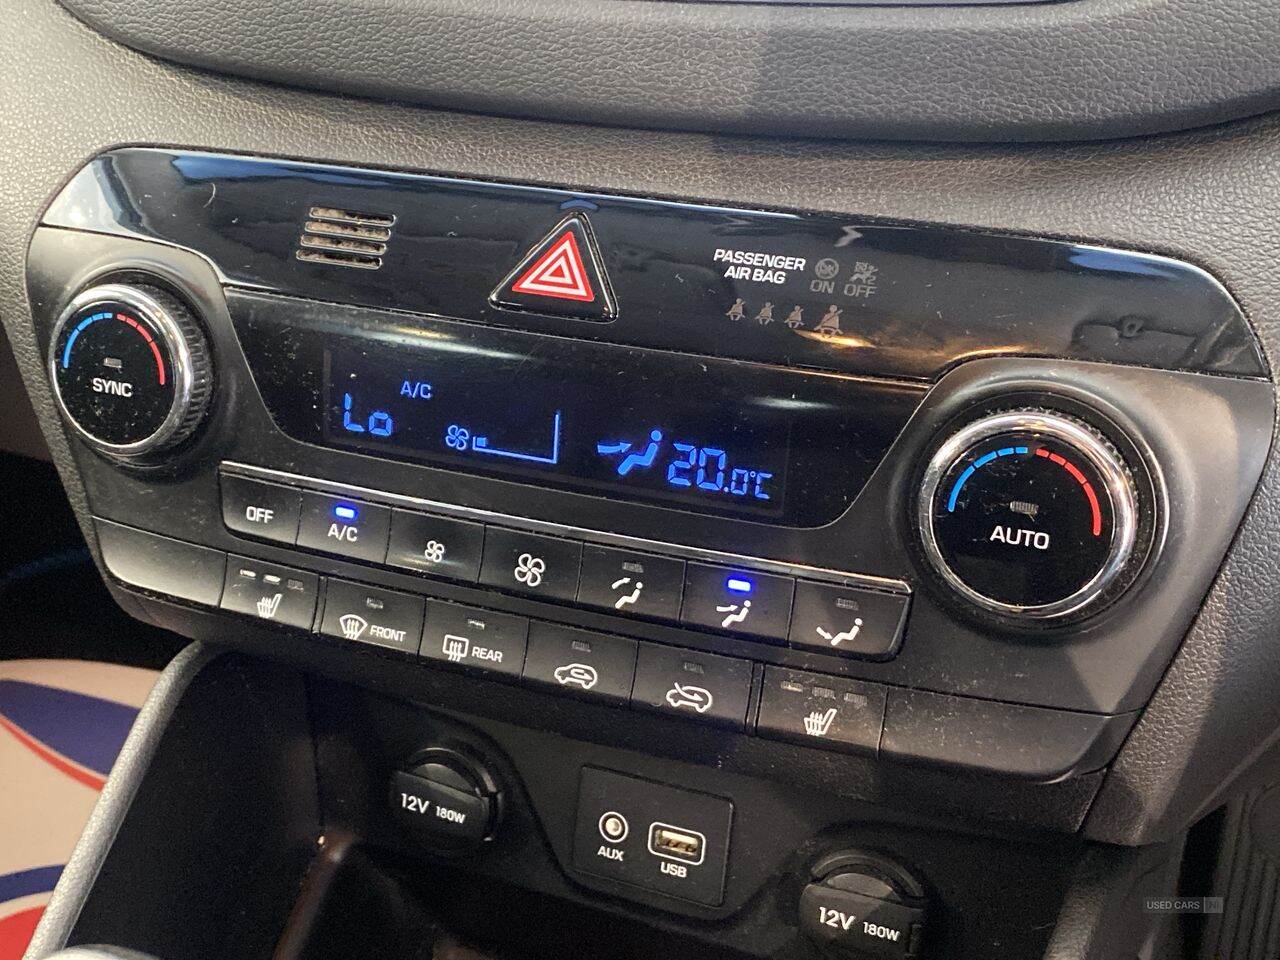 PASSENGER
AIR BAG
ON OFF
SYNC
A/C
Lo
20.0°C
AUTO
OFF
A/C
FRONT
REAR
12V 180W
AUX
USB
12V 180W
USED CARS NI